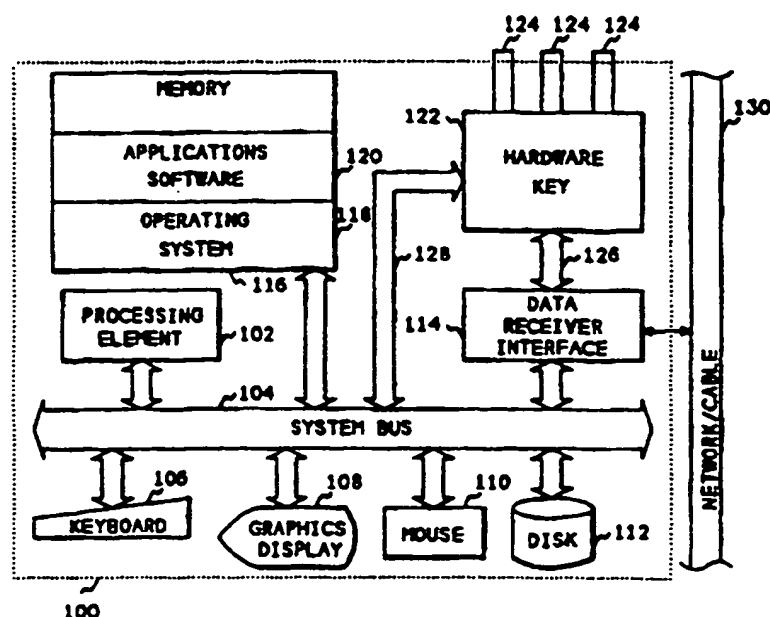 124 124 124
MEMORY
122
130
APPLICATIONS
SOFTWARE
120
HARDWARE
KEY
OPERATING
SYSTEM
118
116
128
126
PROCESSING
ELEMENT
102
114
DATA
RECEIVER
INTERFACE
104
SYSTEM BUS
NETWORK/CABLE
106
KEYBOARD
108
GRAPHICS
DISPLAY
110
MOUSE
DISK
112
100